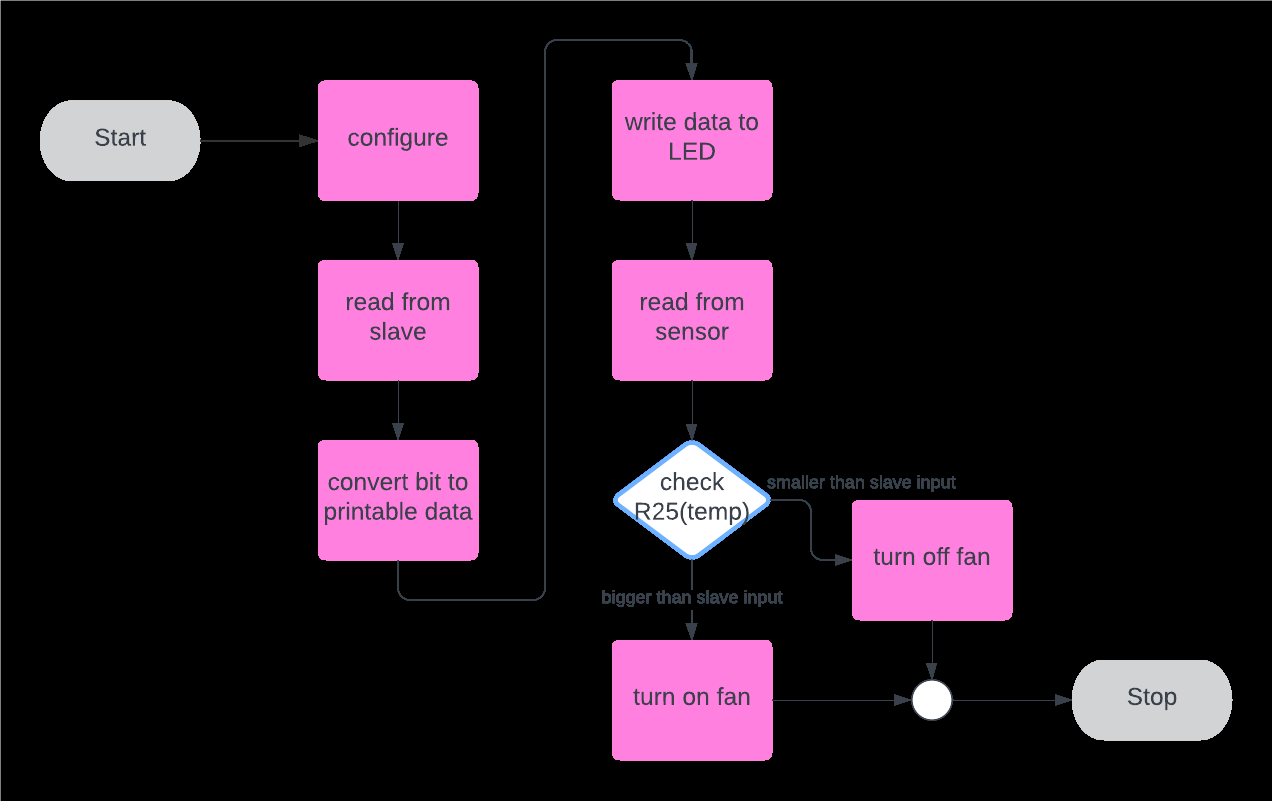 Start
configure
read from
slave
convert bit to
printable data
write data to
LED
read from
sensor
check
R25(temp)
smaller than slave input
turn off fan
bigger than slave input
turn on fan
Stop